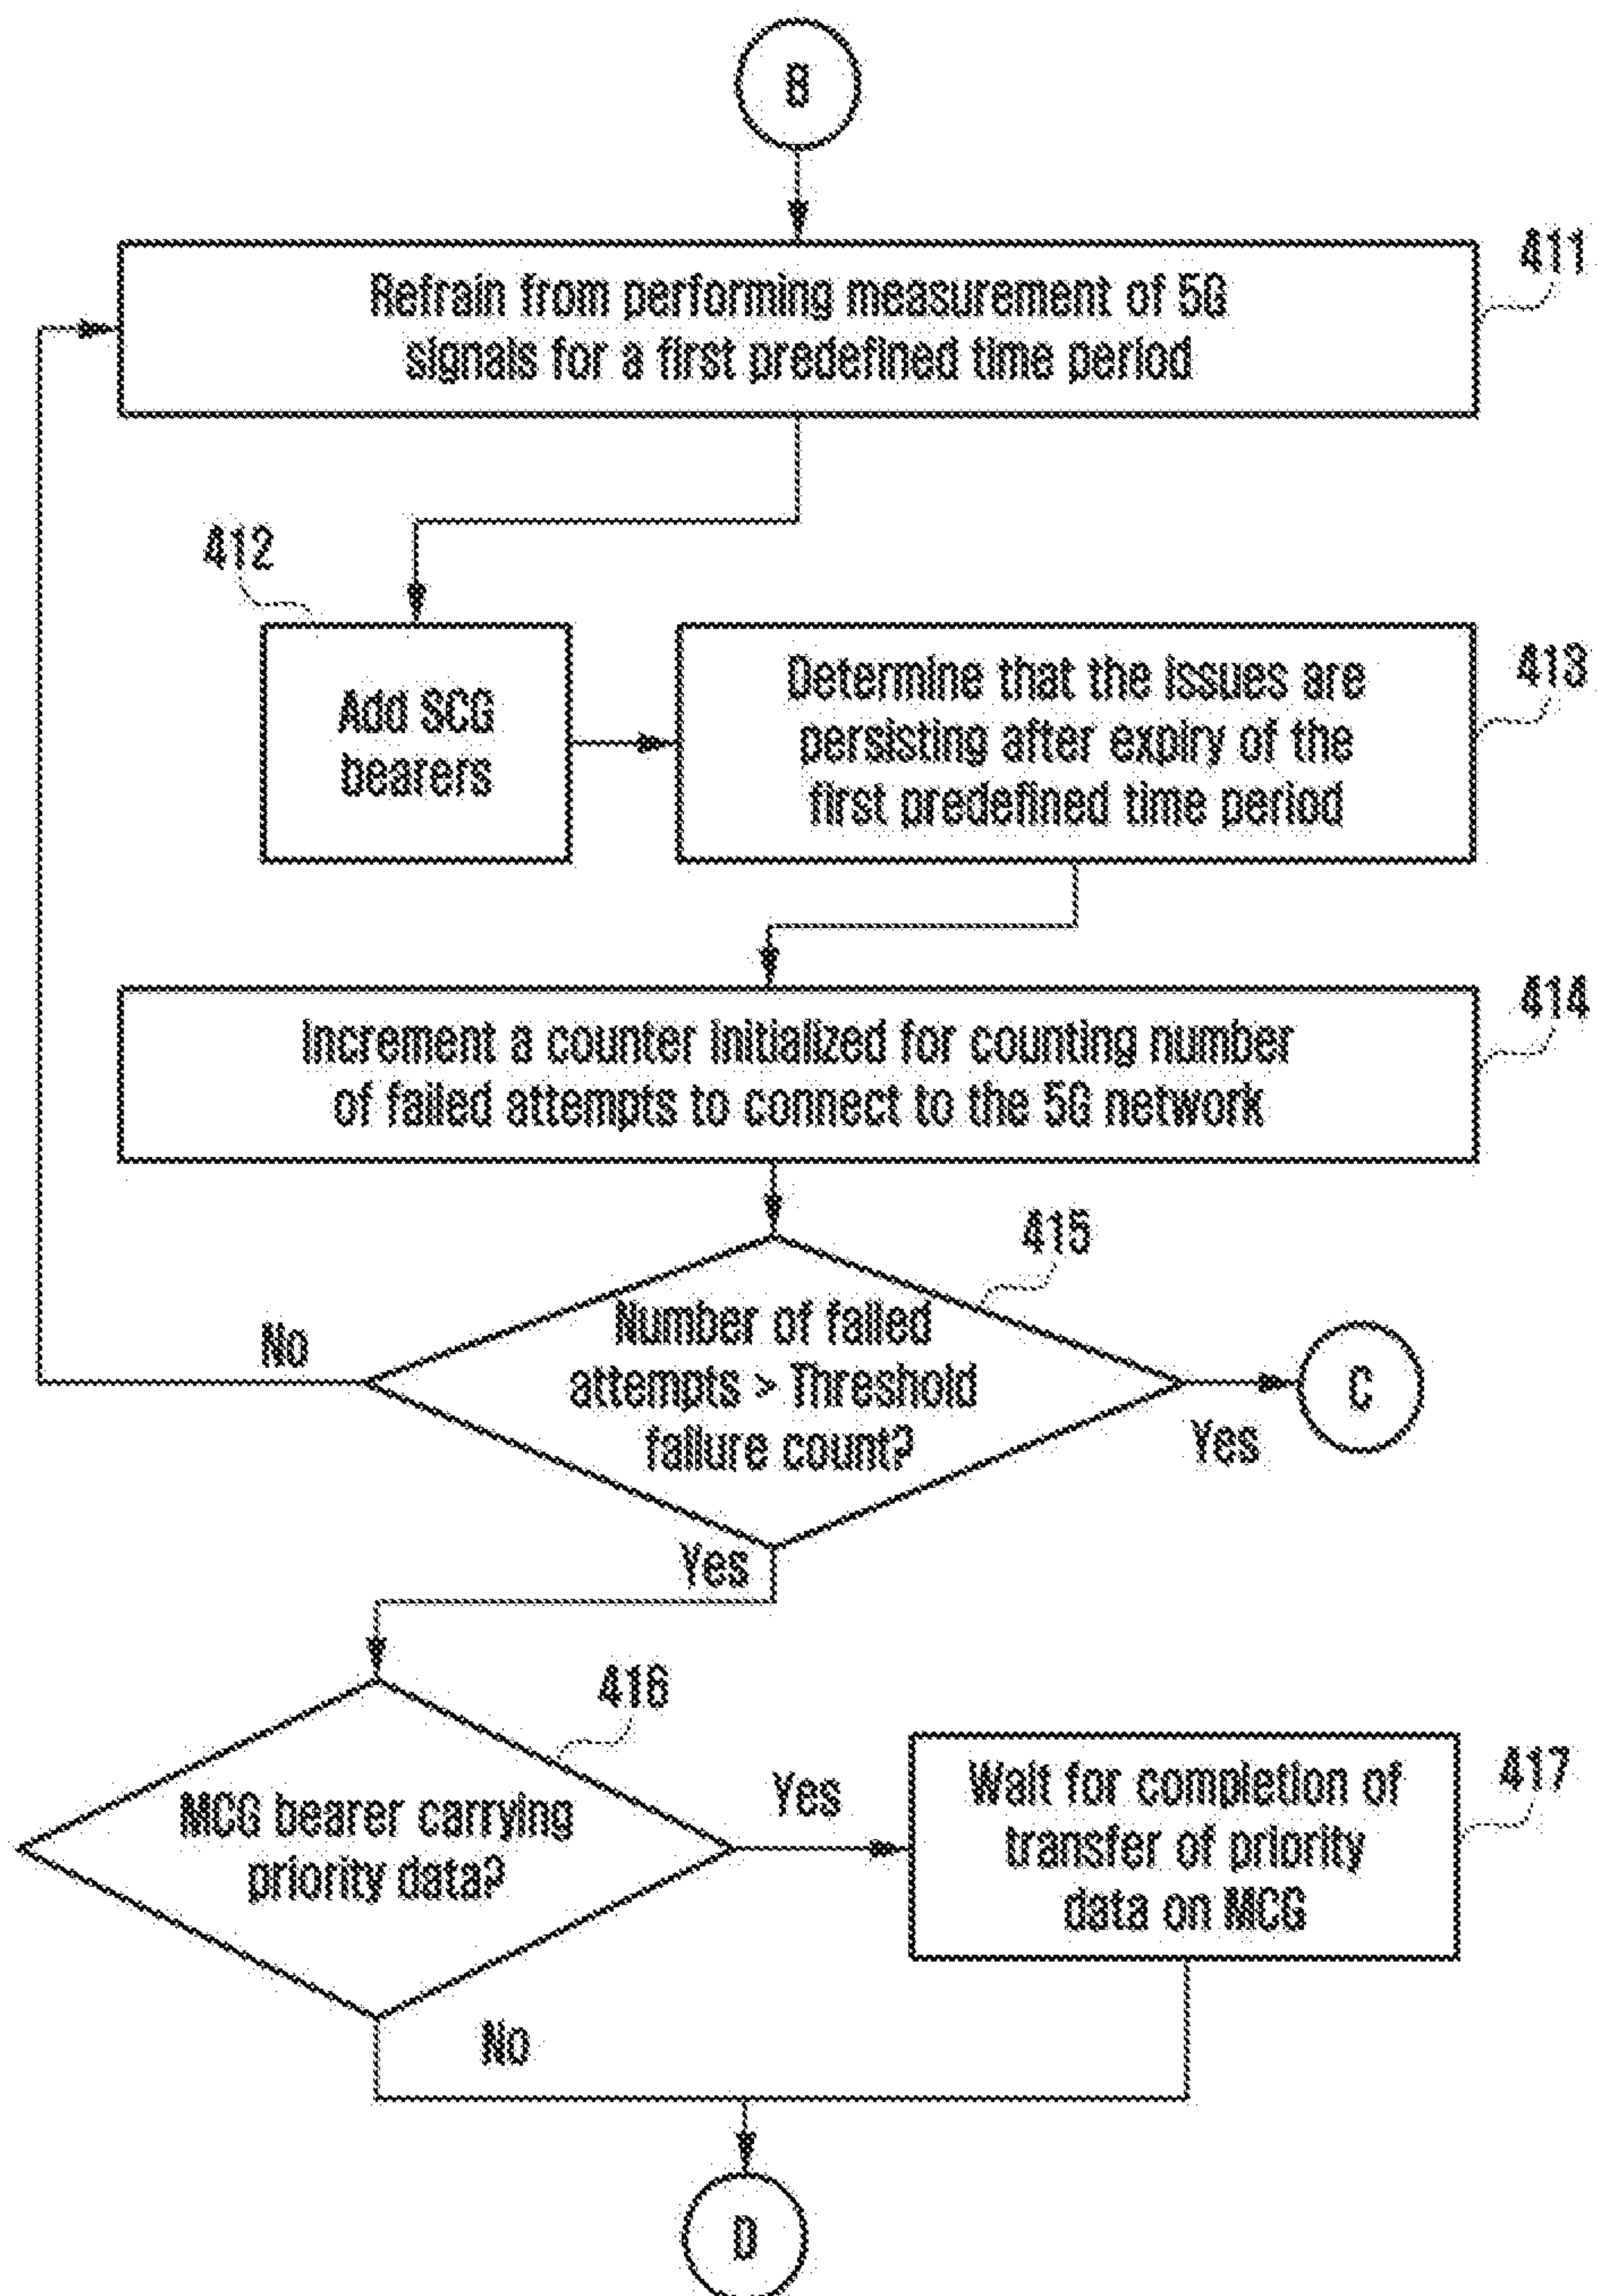 B
411
Refrain from performing measurement of 5G
signals for a first predefined time period
412
Add SCG
bearers
413
Determine that the issues are
persisting after expiry of the
first predefined time period
414
Increment a counter initialized for counting number
of failed attempts to connect to the 5G network
415
Number of failed
attempts > Threshold
failure count?
No
Yes
C
Yes
416
MCG bearer carrying
priority data?
Yes
417
Wait for completion of
transfer of priority
data on MCG
No
D